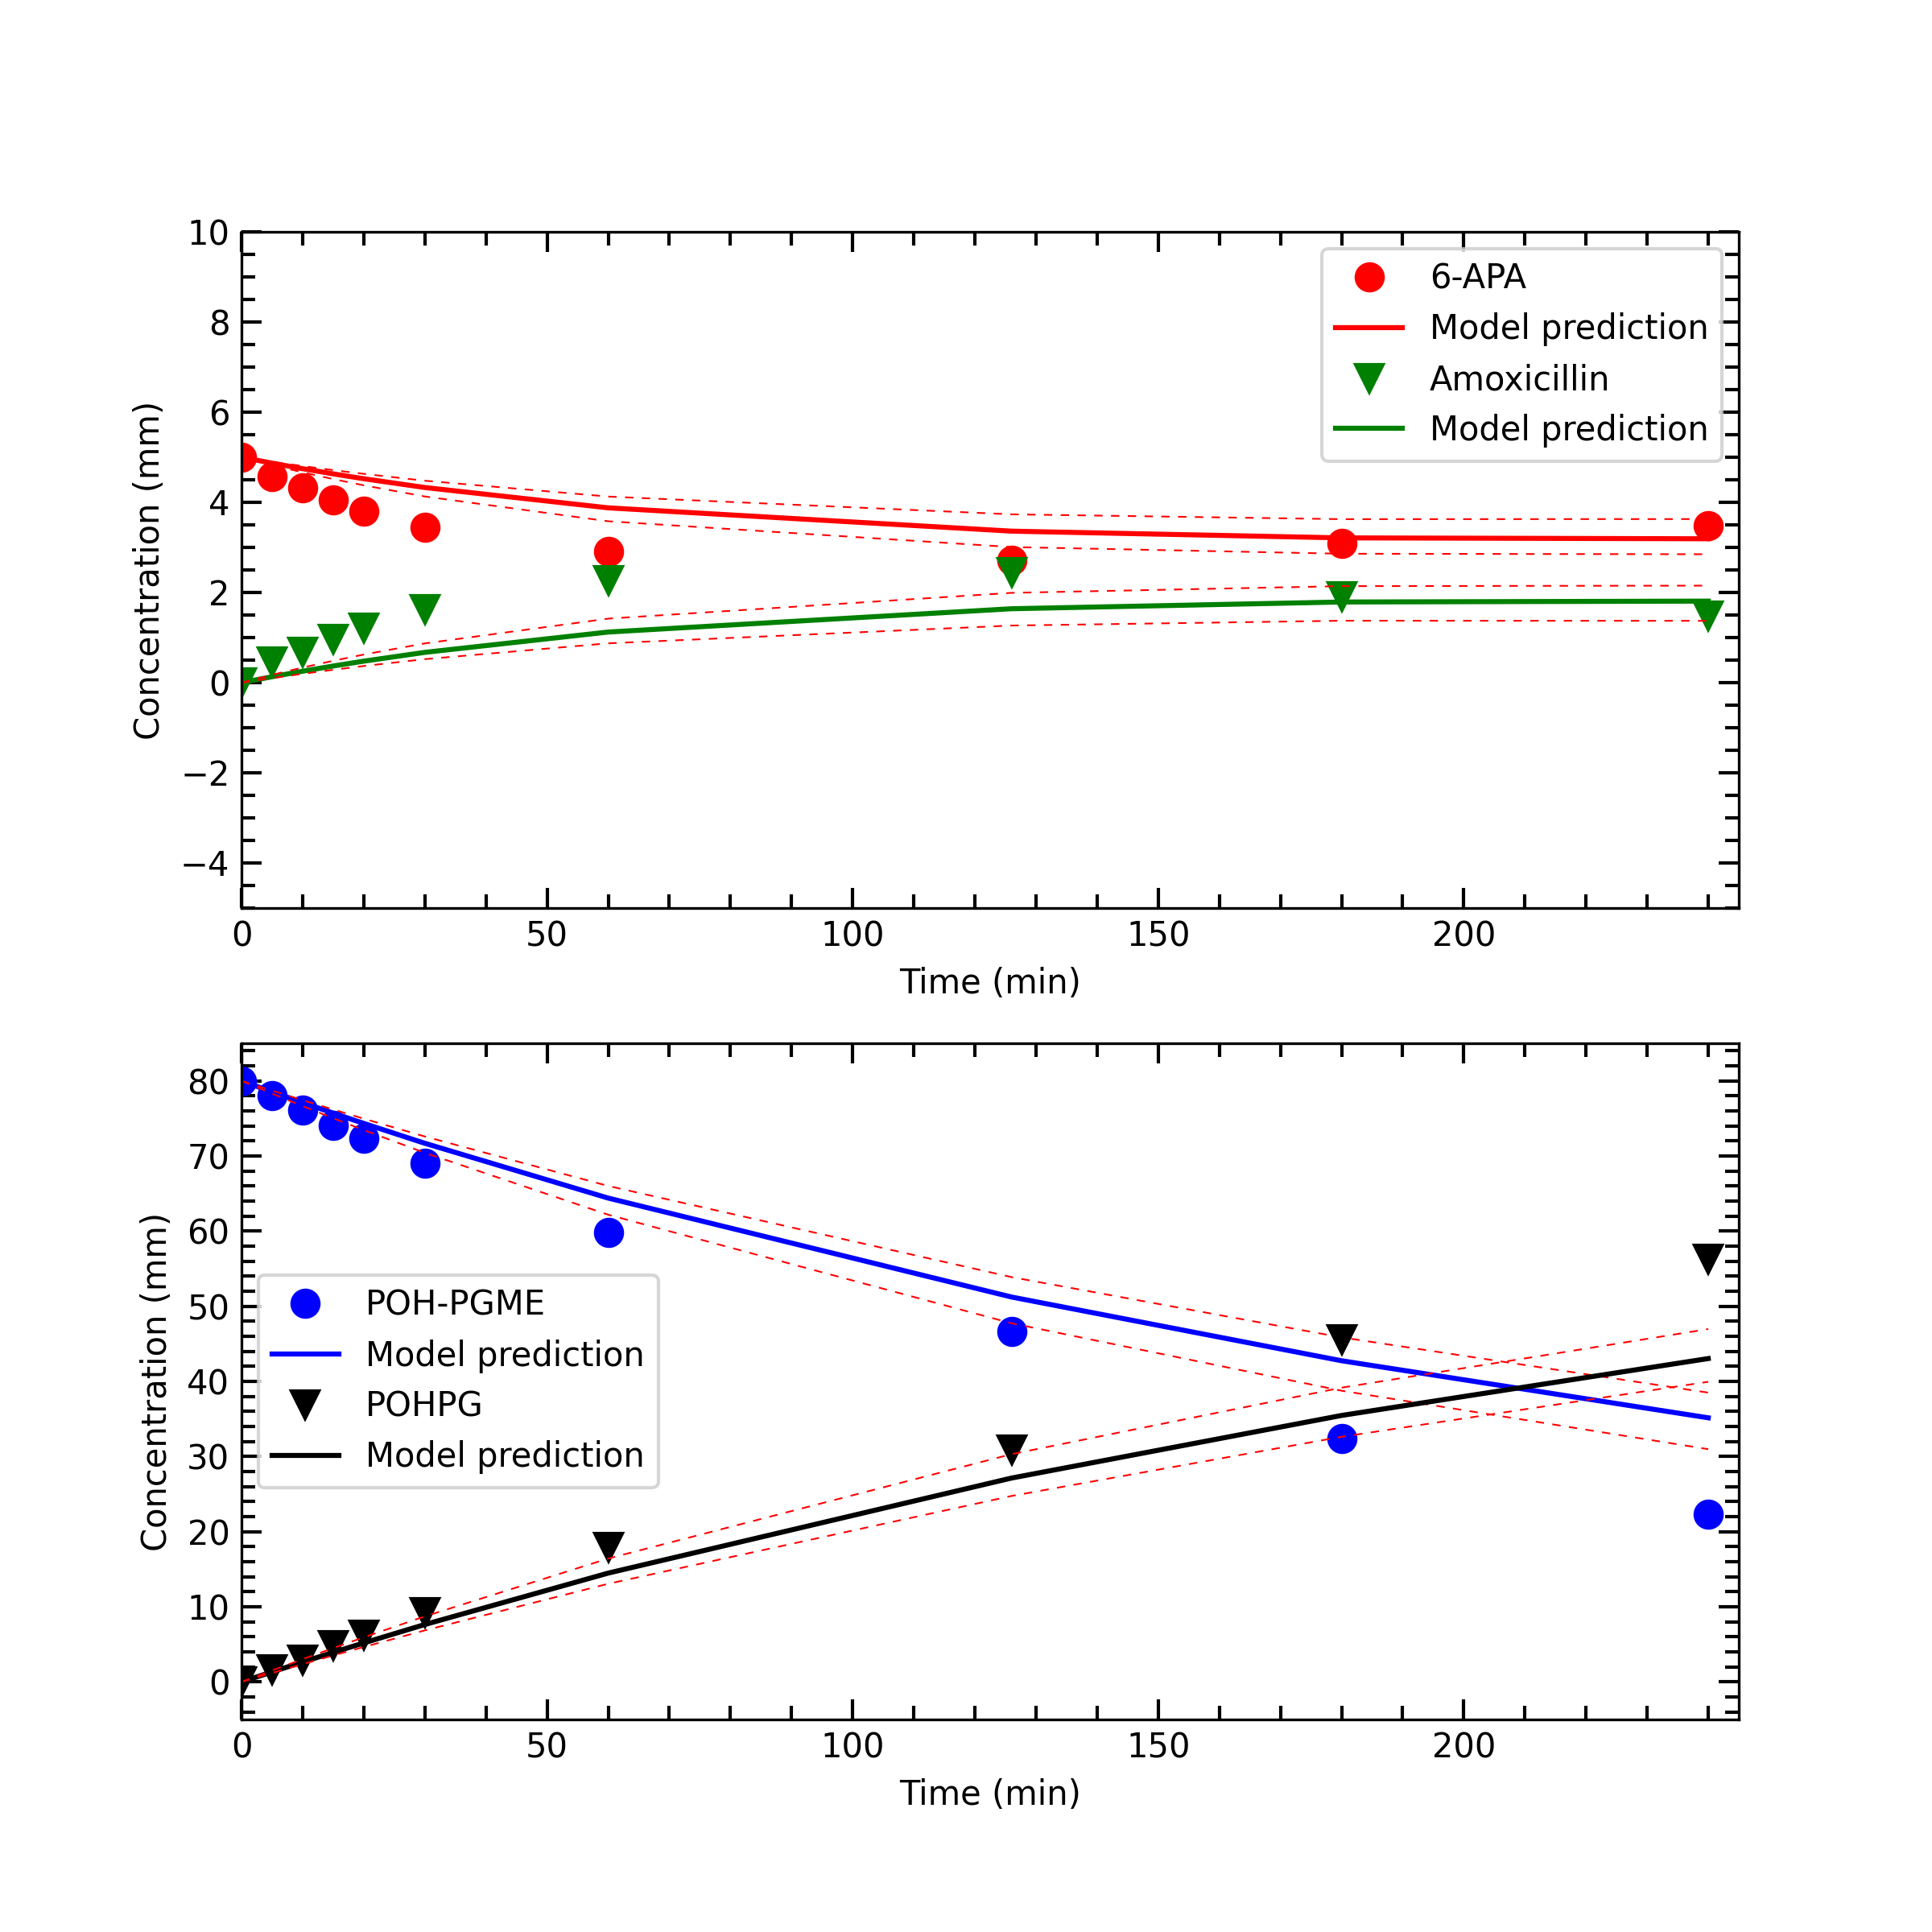 10
8
6
4
2
0
−2
−4
Concentration (mm)
6-APA
Model prediction
Amoxicillin
Model prediction
0 50 100 150 200
Time (min)
80
70
60
50
40
30
20
10
0
Concentration (mm)
POH-PGME
Model prediction
POHPG
Model prediction
0 50 100 150 200
Time (min)